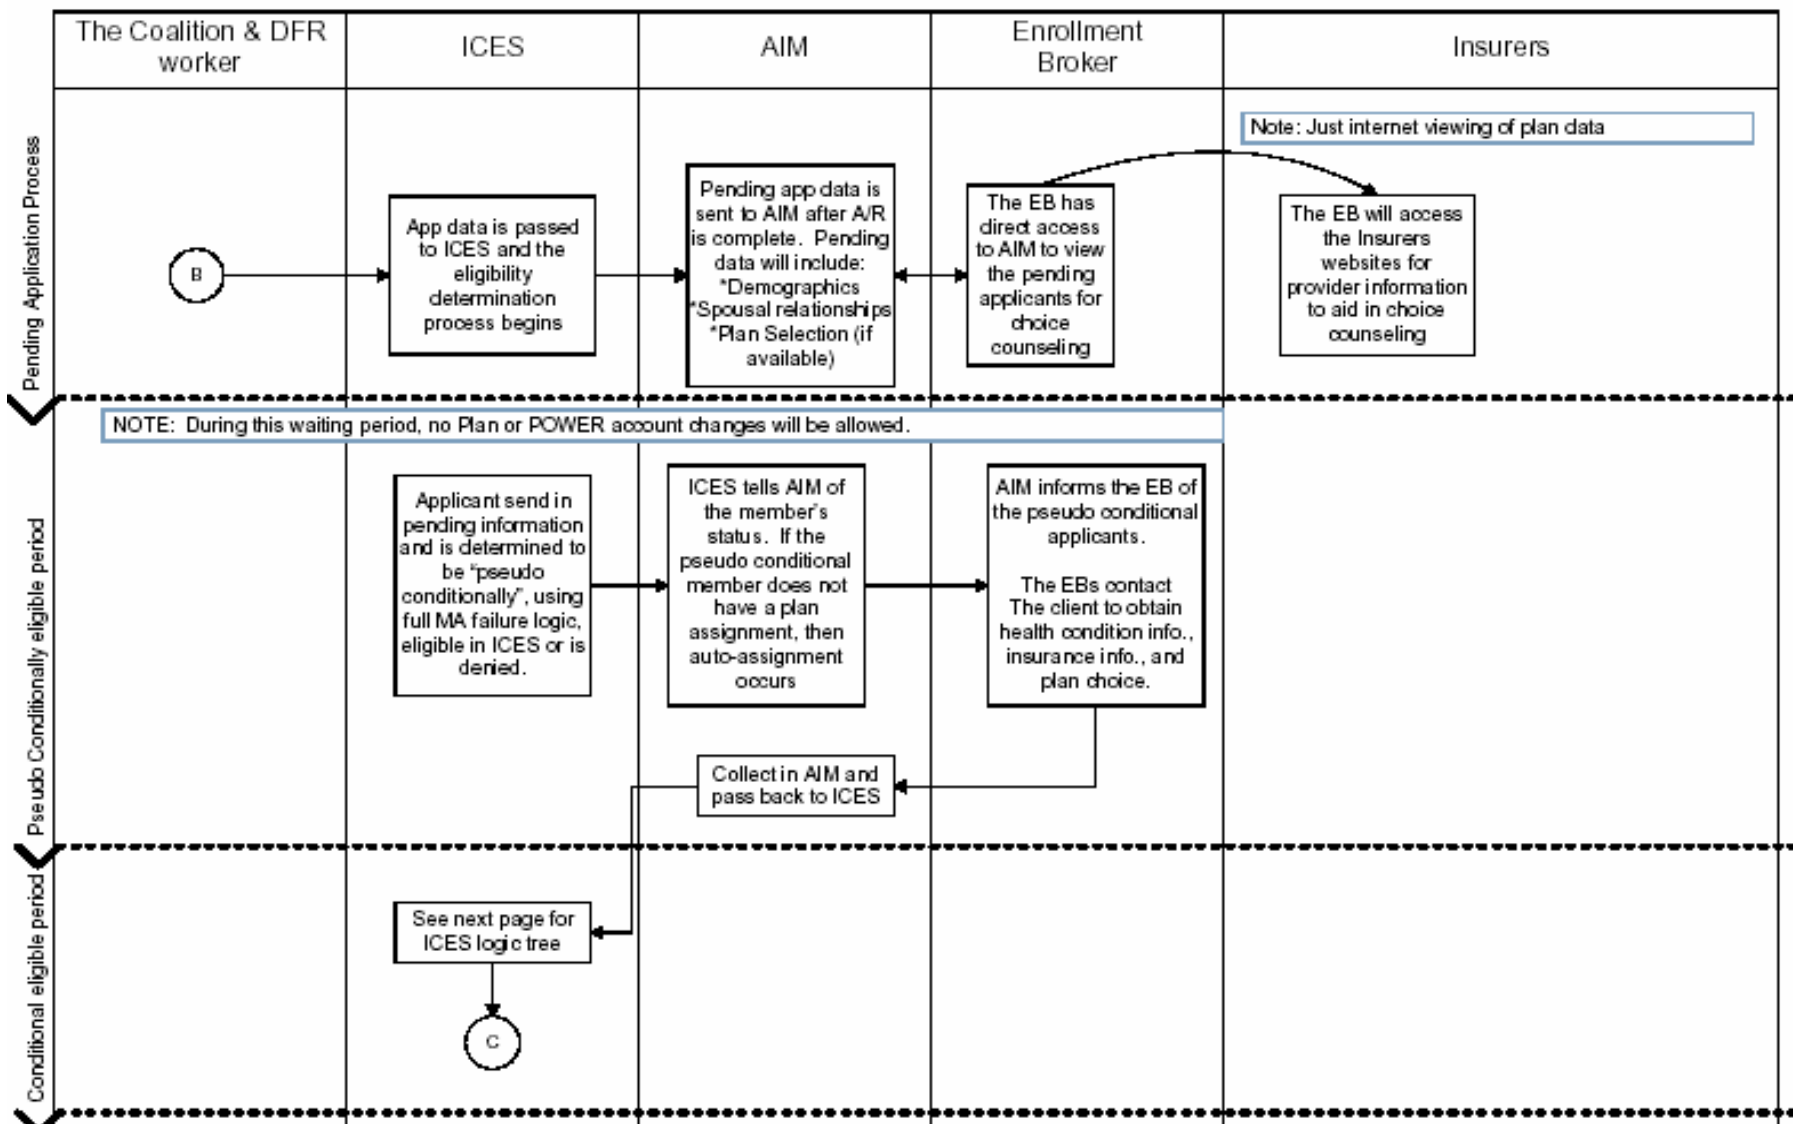 The Coalition & DFR
worker
ICES
AIM
Enrollment
Broker
Insurers
Pending Application Process
Note: Just internet viewing of plan data
B
App data is passed
to ICES and the
eligibility
determination
process begins
Pending app data is
sent to AIM after A/R
is complete. Pending
data will include:
*Demographics
*Spousal relationships
*Plan Selection (if
available)
The EB has
direct access
to AIM to view
the pending
applicants for
choice
counseling
The EB will access
the Insurers
websites for
provider information
to aid in choice
counseling
Pseudo Conditionally eligible period
NOTE: During this waiting period, no Plan or POWER account changes will be allowed.
Applicant send in
pending information
and is determined to
be “pseudo
conditionally”, using
full MA failure logic,
eligible in ICES or is
denied.
ICES tells AIM of
the member’s
status. If the
pseudo conditional
member does not
have a plan
assignment, then
auto-assignment
occurs
AIM informs the EB of
the pseudo conditional
applicants.
The EBs contact
The client to obtain
health condition info.,
insurance info., and
plan choice.
Collect in AIM and
pass back to ICES
Conditional eligible period
See next page for
ICES logic tree
C